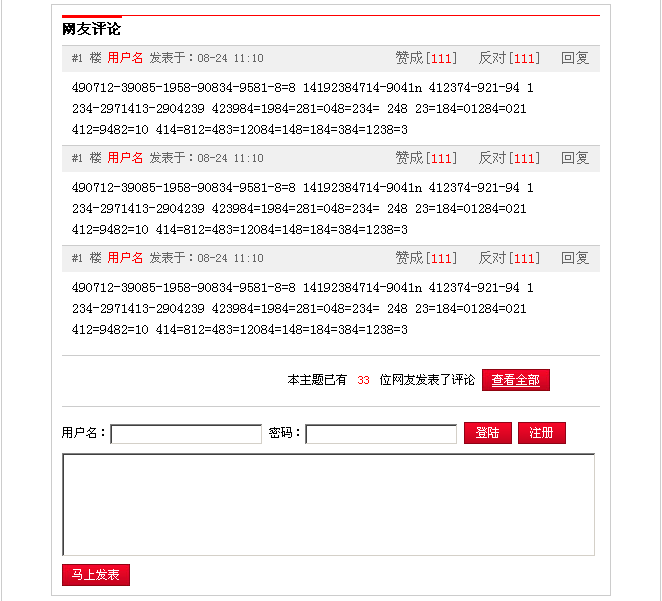 网友评论
#1 楼 用户名 发表于：08-24 11:10 赞成[111] 反对[111] 回复
490712-39085-1958-90834-9581-8=8 14192384714-9041n 412374-921-94 1
234-2971413-2904239 423984=1984=281=048=234= 248 23=184=01284=021
412=9482=10 414=812=483=12084=148=184=384=1238=3
#1 楼 用户名 发表于：08-24 11:10 赞成[111] 反对[111] 回复
490712-39085-1958-90834-9581-8=8 14192384714-9041n 412374-921-94 1
234-2971413-2904239 423984=1984=281=048=234= 248 23=184=01284=021
412=9482=10 414=812=483=12084=148=184=384=1238=3
#1 楼 用户名 发表于：08-24 11:10 赞成[111] 反对[111] 回复
490712-39085-1958-90834-9581-8=8 14192384714-9041n 412374-921-94 1
234-2971413-2904239 423984=1984=281=048=234= 248 23=184=01284=021
412=9482=10 414=812=483=12084=148=184=384=1238=3
本主题已有 33 位网友发表了评论 查看全部
用户名： 密码： 登陆 注册
马上发表